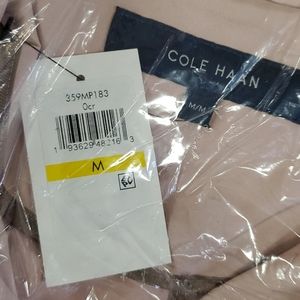 COLE HAAN
M/M
359MP183
Ocr
1 93629 48216 3
M